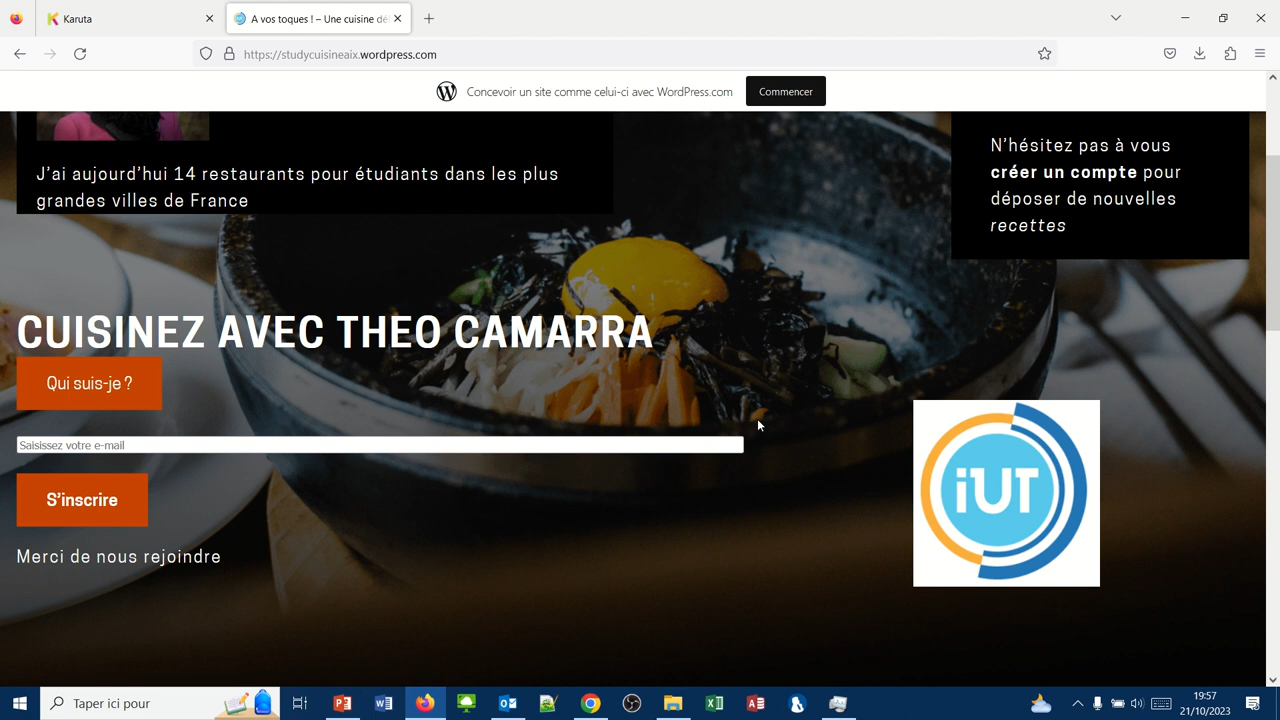 Karuta
A vos toques ! – Une cuisine dé
https://studycuisineaix.wordpress.com
Concevoir un site comme celui-ci avec WordPress.com
Commencer
J'ai aujourd'hui 14 restaurants pour étudiants dans les plus
grandes villes de France
N'hésitez pas à vous
créer un compte pour
déposer de nouvelles
recettes
CUISINEZ AVEC THEO CAMARRA
Qui suis-je ?
Saisissez votre e-mail
S'inscrire
Merci de nous rejoindre
iUT
Taper ici pour
19:57
21/10/2023